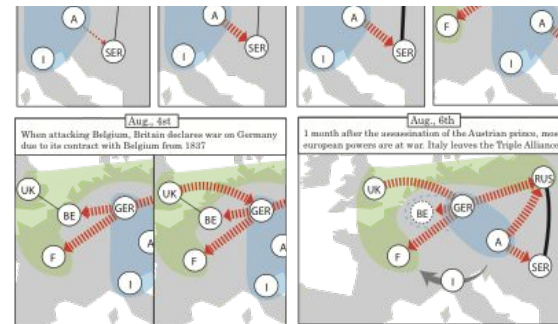 A
SER
I
A
SER
I
A
SER
I
F
A
Aug., 4st
When attacking Belgium, Britain declares war on Germany
due to its contract with Belgium from 1837
UK
BE
GER
F
A
I
UK
BE
GER
F
A
I
Aug., 6th
1 month after the assassination of the Austrian prince, mos
european powers are at war. Italy leaves the Triple Alliance
UK
BE
GER
RUS
F
A
SER
I